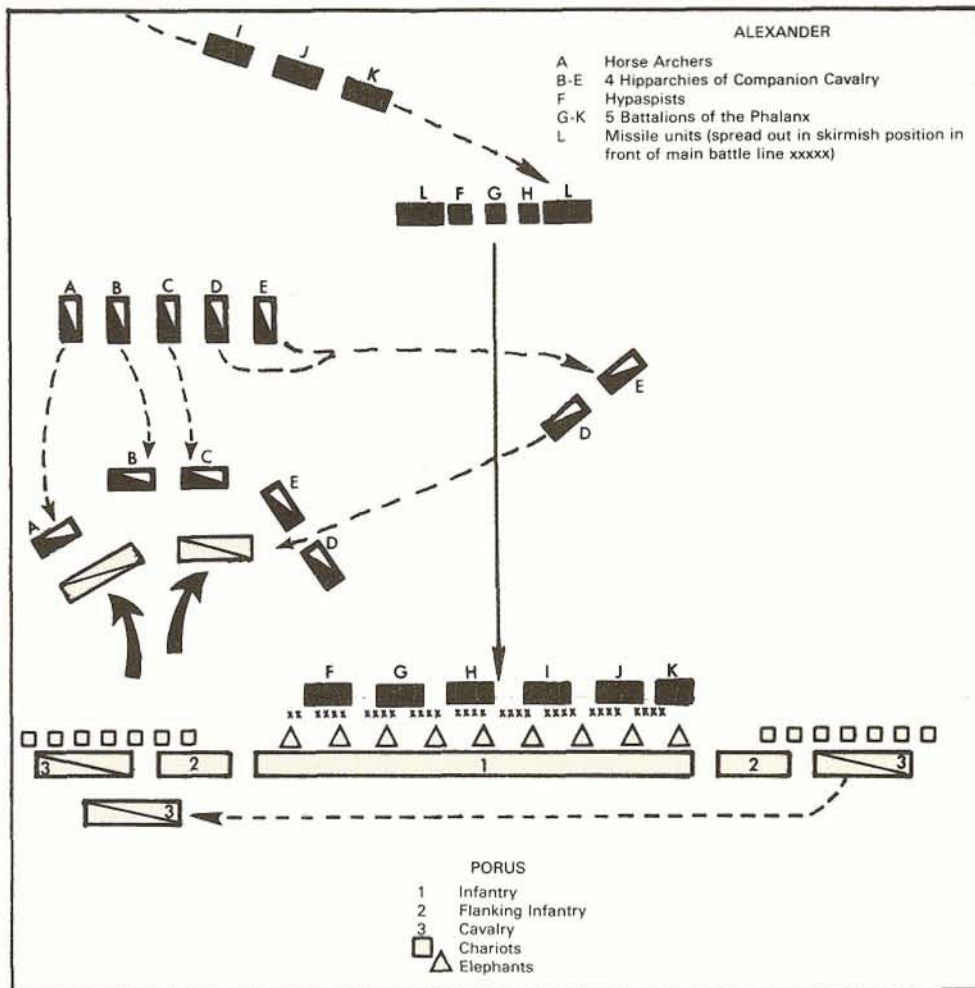 ALEXANDER
A Horse Archers
B-E 4 Hipparchies of Companion Cavalry
F Hypaspists
G-K 5 Battalions of the Phalanx
L Missile units (spread out in skirmish position in
front of main battle line xxxxx)
I J K
L F G H L
A B C D E
E
D
B C
E
A
D
F G H I J K
xx xxxx xxxx xxxx xxxx xxxx xxxx xxxx xxxx
3 2 1 2 3
3
PORUS
1 Infantry
2 Flanking Infantry
3 Cavalry
Chariots
Elephants